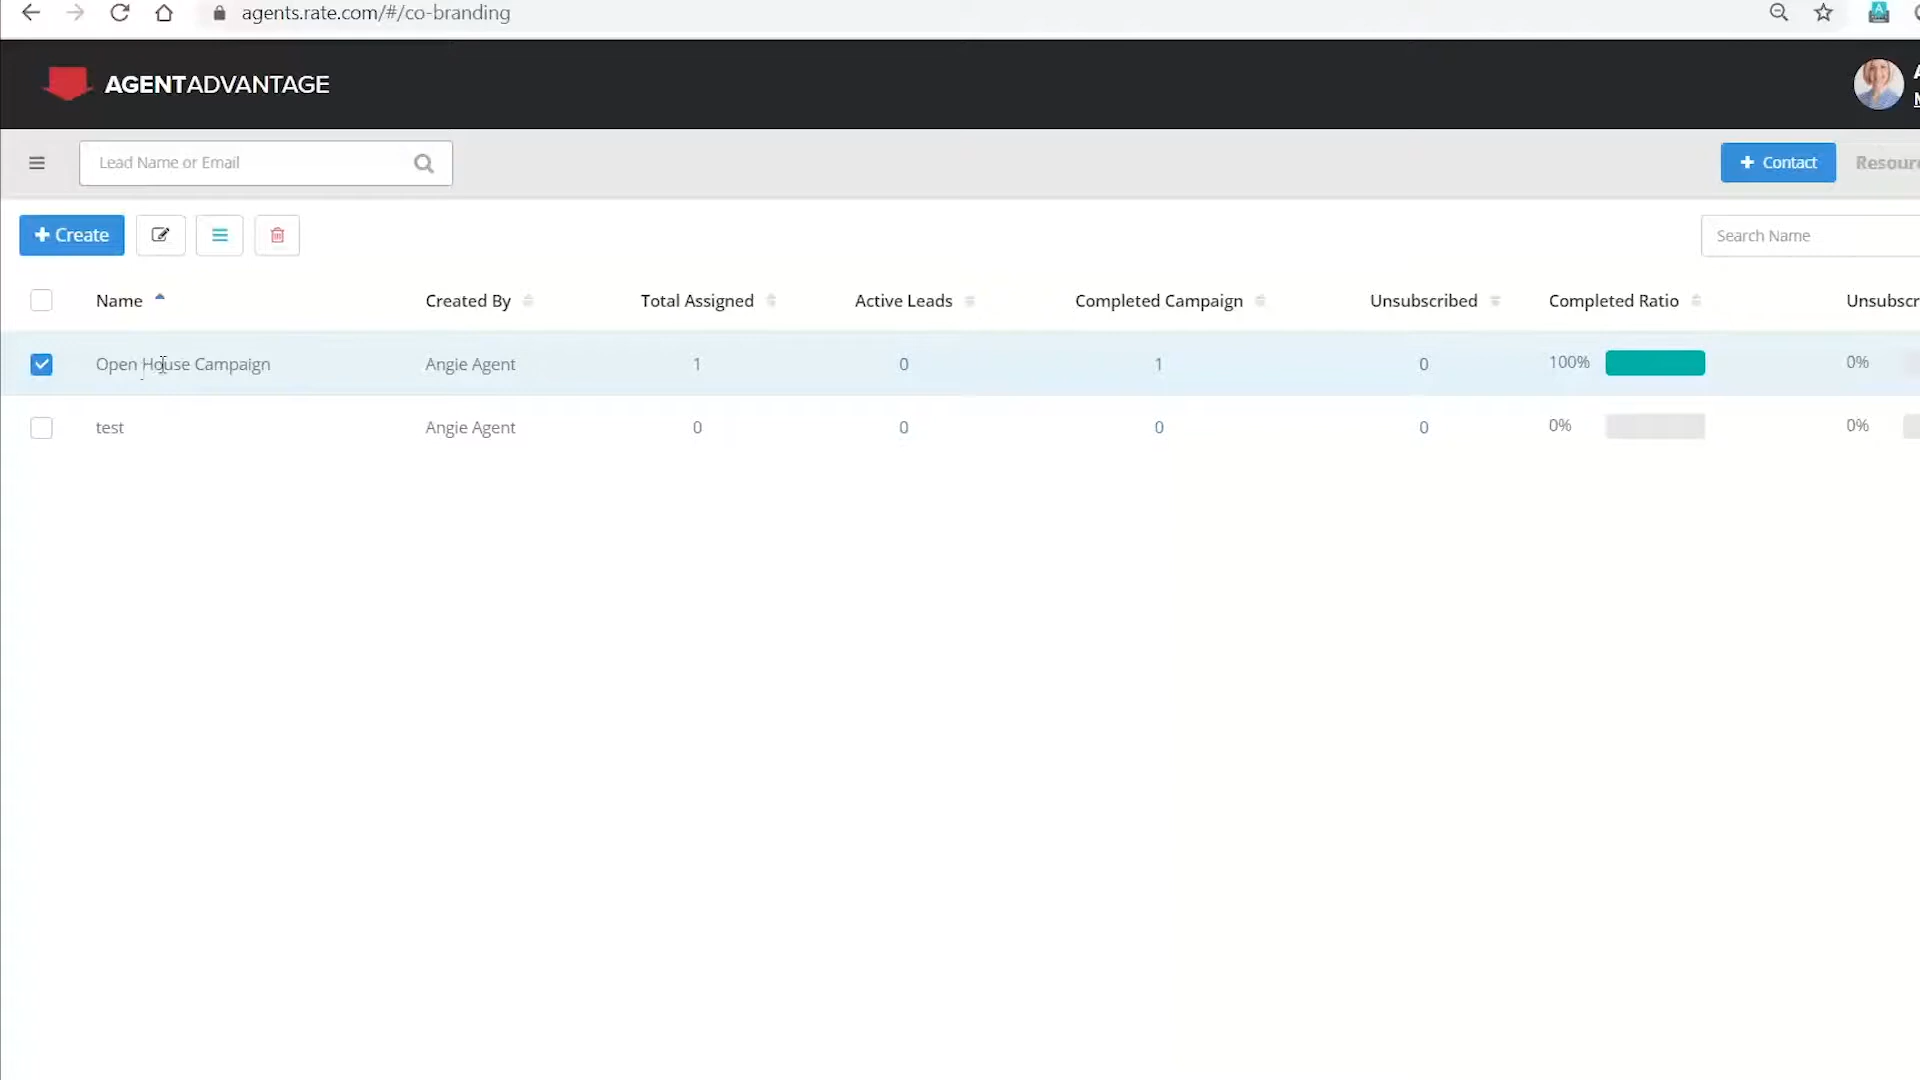 agents.rate.com/#/co-branding
AGENTADVANTAGE
Lead Name or Email
Contact
Create
Search Name
Name Created By Total Assigned Active Leads Completed Campaign Unsubscribed Completed Ratio
Open House Campaign Angie Agent 1 0 1 0 100% 0%
test Angie Agent 0 0 0 0 0% 0%